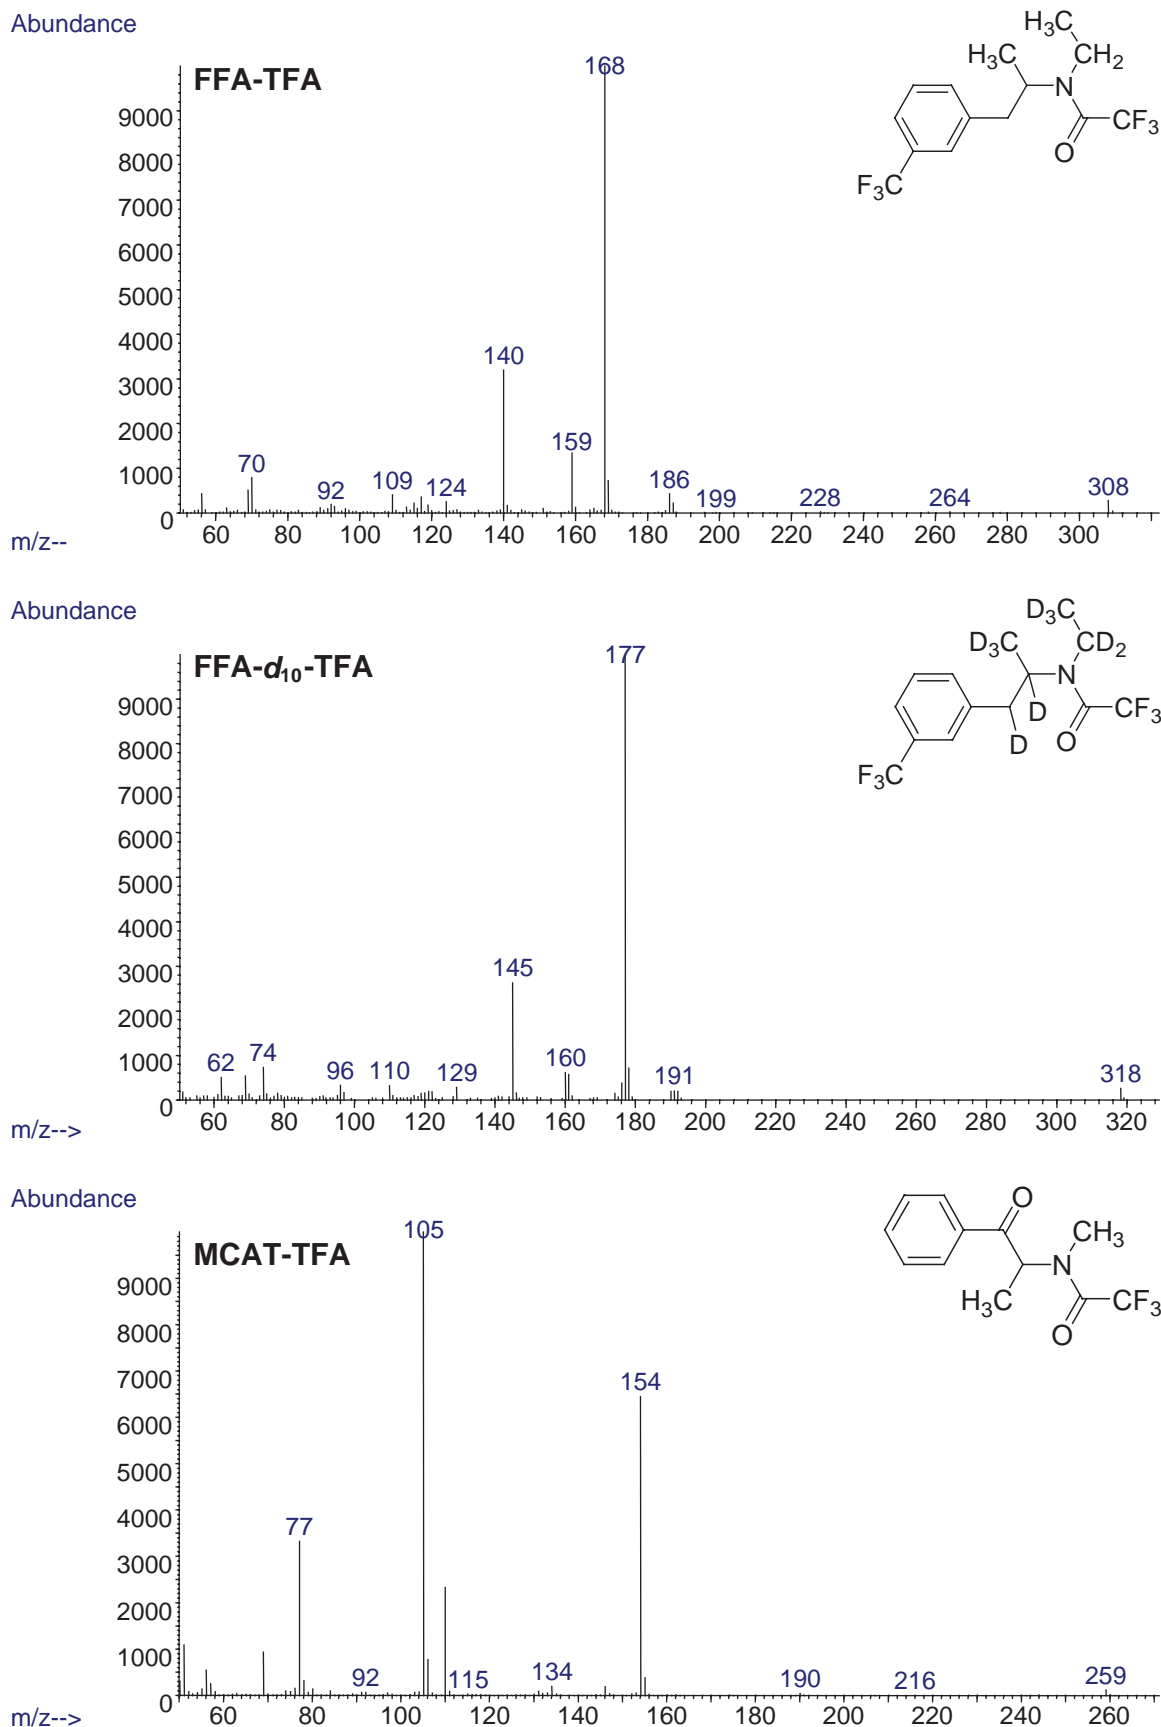 Abundance
FFA-TFA
168
H₃C
H₃C
CH₂
N
CF₃
O
F₃C
9000
8000
7000
6000
5000
4000
3000
2000
1000
0
140
159
70
92
109
124
186
199
228
264
308
60 80 100 120 140 160 180 200 220 240 260 280 300
m/z--
Abundance
FFA-d₁₀-TFA
177
D₃C
D₃C
CD₂
N
D
D
CF₃
O
F₃C
9000
8000
7000
6000
5000
4000
3000
2000
1000
0
145
62
74
96
110
129
160
191
318
60 80 100 120 140 160 180 200 220 240 260 280 300 320
m/z-->
Abundance
MCAT-TFA
105
O
CH₃
N
H₃C
CF₃
O
9000
8000
7000
6000
5000
4000
3000
2000
1000
0
154
77
92
115
134
190
216
259
60 80 100 120 140 160 180 200 220 240 260
m/z-->